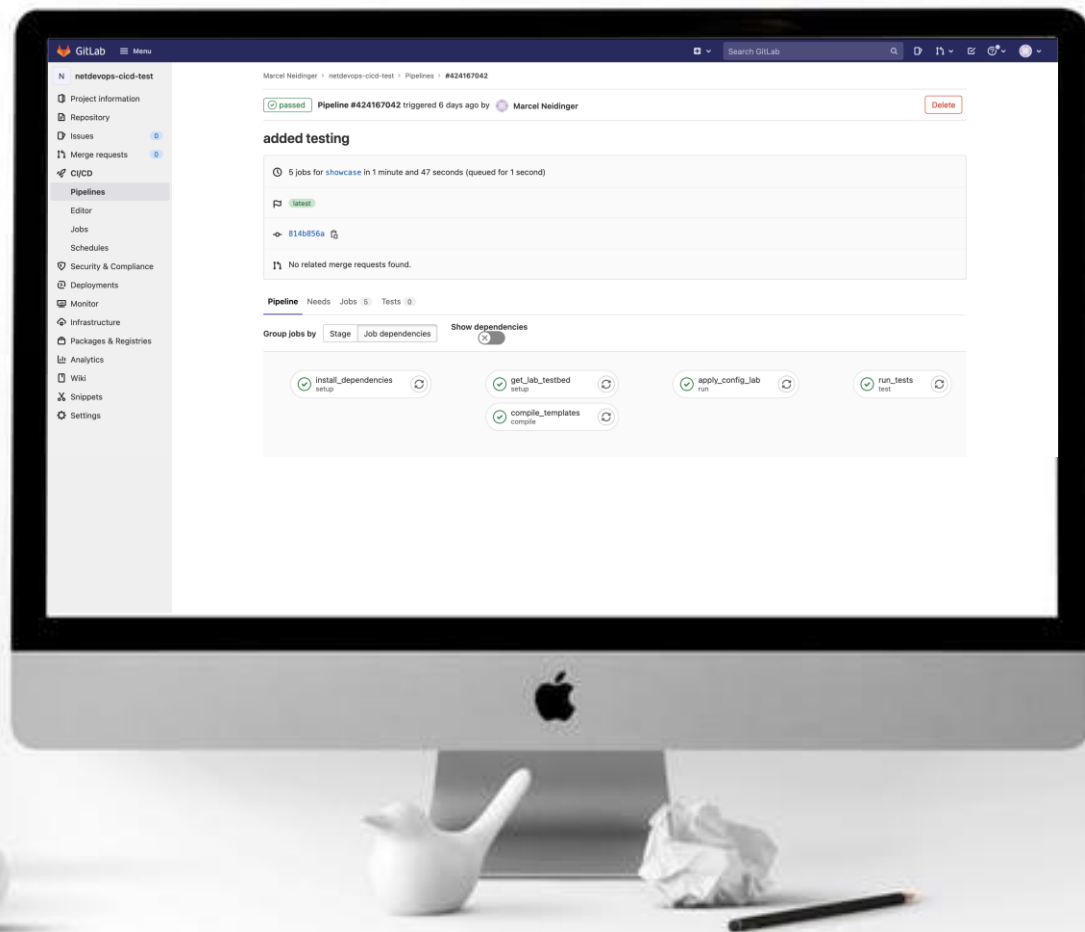 GitLab Menu Search GitLab
N netdevops-cicd-test
Project information
Repository
Issues 0
Merge requests 0
CI/CD
Pipelines
Editor
Jobs
Schedules
Security & Compliance
Deployments
Monitor
Infrastructure
Packages & Registries
Analytics
Wiki
Snippets
Settings
Marcel Neidinger › netdevops-cicd-test › Pipelines › #424167042
passed Pipeline #424167042 triggered 6 days ago by Marcel Neidinger Delete
added testing
5 jobs for showcase in 1 minute and 47 seconds (queued for 1 second)
latest
814b856a
No related merge requests found.
Pipeline Needs Jobs 5 Tests 0
Group jobs by Stage Job dependencies Show dependencies
install_dependencies
setup
get_lab_testbed
setup
compile_templates
compile
apply_config_lab
run
run_tests
test